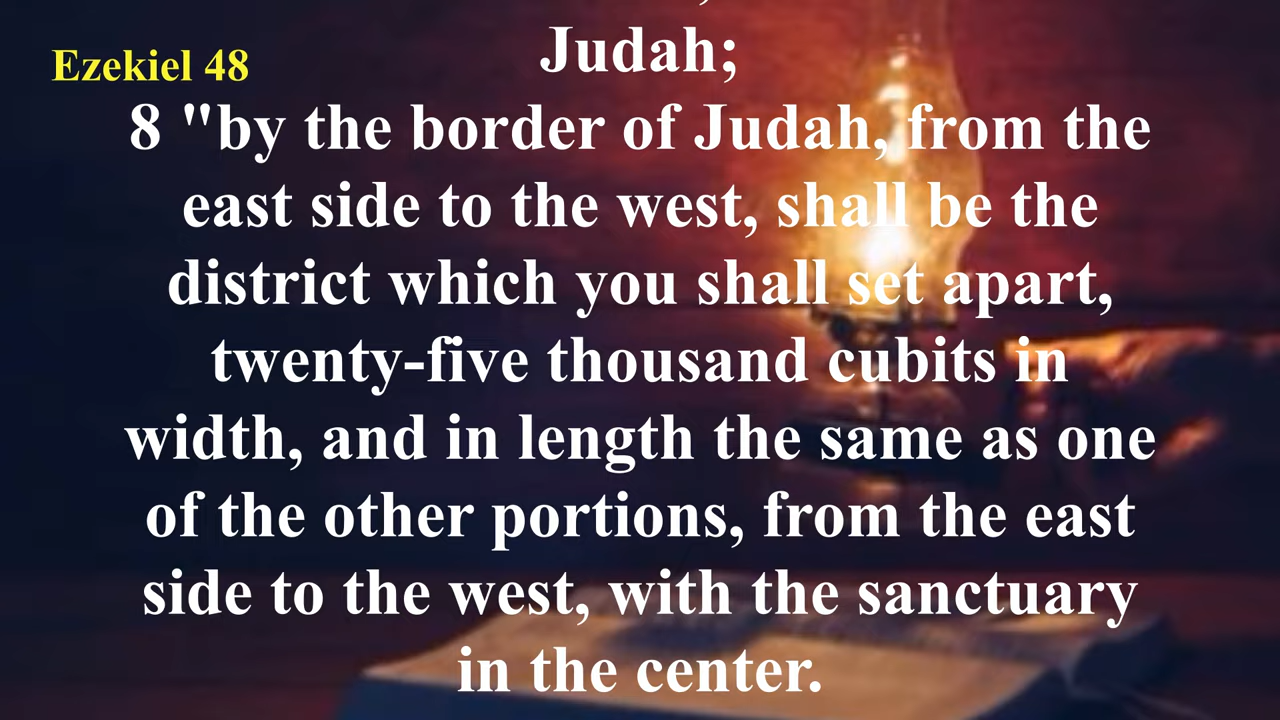 Ezekiel 48
Judah;
8 "by the border of Judah, from the
east side to the west, shall be the
district which you shall set apart,
twenty-five thousand cubits in
width, and in length the same as one
of the other portions, from the east
side to the west, with the sanctuary
in the center.